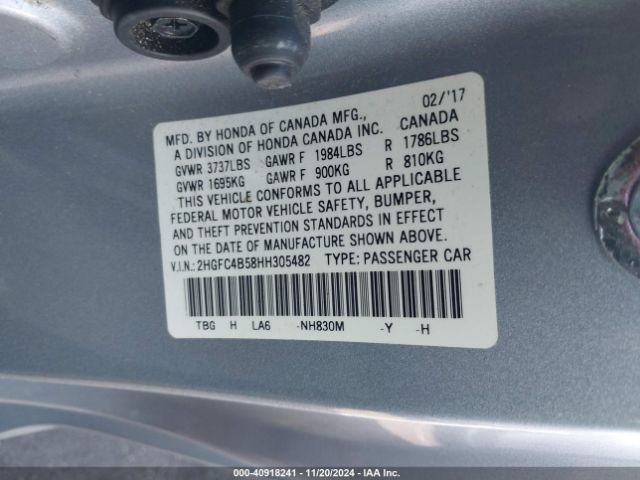 02/'17
MFD. BY HONDA OF CANADA MFG., CANADA
A DIVISION OF HONDA CANADA INC.
GVWR 3737LBS GAWR F 1984LBS R 1786LBS
GVWR 1695KG GAWR F 900KG R 810KG
THIS VEHICLE CONFORMS TO ALL APPLICABLE
FEDERAL MOTOR VEHICLE SAFETY, BUMPER,
AND THEFT PREVENTION STANDARDS IN EFFECT
ON THE DATE OF MANUFACTURE SHOWN ABOVE.
V.I.N.: 2HGFC4B58HH305482 TYPE: PASSENGER CAR
TBG H LA6 -NH830M -Y -H
000-40918241 - 11/20/2024 - IAA Inc.